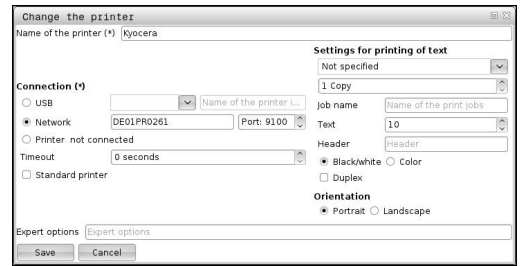 Change the printer
Name of the printer (*) Kyocera
Settings for printing of text
Not specified
1 Copy
Connection (*)
USB Name of the printer i...
Job name Name of the print jobs
Network DE01PR0261 Port: 9100
Text 10
Printer not connected
Header Header
Timeout 0 seconds
Black/white Color
Standard printer
Duplex
Orientation
Portrait Landscape
Expert options Expert options
Save Cancel